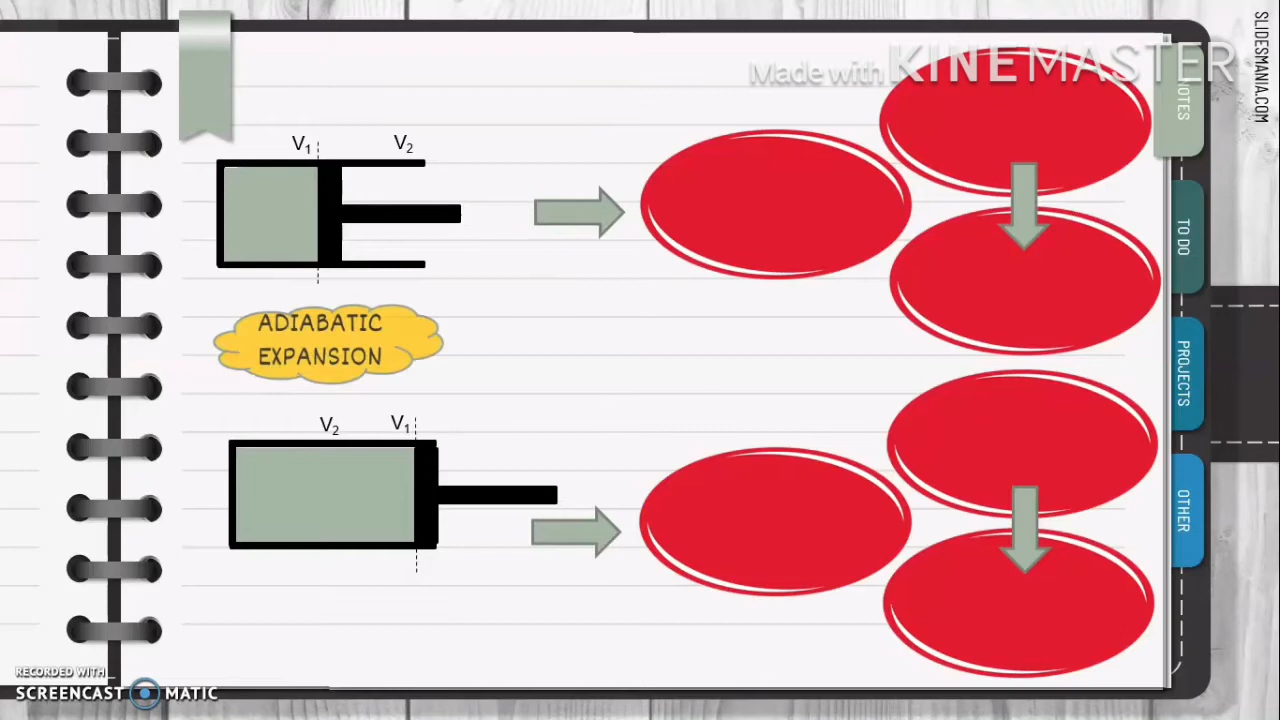 Made with KINEMASTER
SLIDESMANIA.COM
NOTES
V₁ V₂
TO DO
ADIABATIC
EXPANSION
PROJECTS
V₂ V₁
OTHER
RECORDED WITH
SCREENCAST MATIC